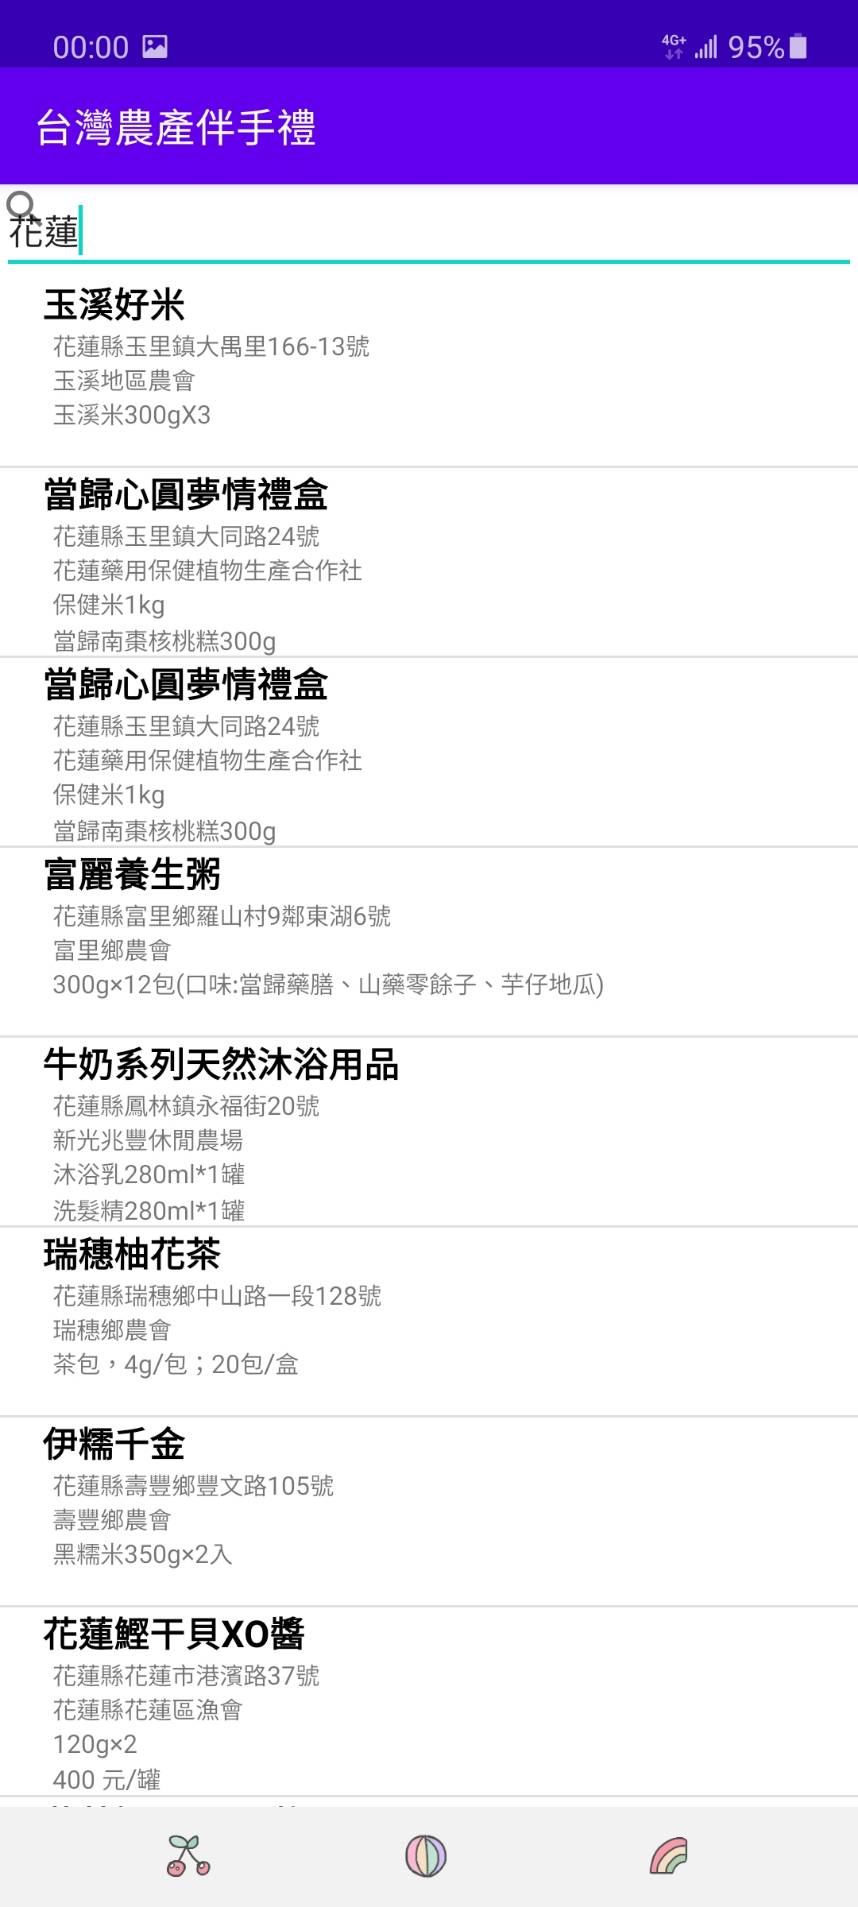 00:00
4G+ 95%
台灣農產伴手禮
花蓮
玉溪好米
花蓮縣玉里鎮大禺里166-13號
玉溪地區農會
玉溪米300gX3
當歸心圓夢情禮盒
花蓮縣玉里鎮大同路24號
花蓮藥用保健植物生產合作社
保健米1kg
當歸南棗核桃糕300g
當歸心圓夢情禮盒
花蓮縣玉里鎮大同路24號
花蓮藥用保健植物生產合作社
保健米1kg
當歸南棗核桃糕300g
富麗養生粥
花蓮縣富里鄉羅山村9鄰東湖6號
富里鄉農會
300g×12包(口味:當歸藥膳、山藥零餘子、芋仔地瓜)
牛奶系列天然沐浴用品
花蓮縣鳳林鎮永福街20號
新光兆豐休閒農場
沐浴乳280ml*1罐
洗髮精280ml*1罐
瑞穗柚花茶
花蓮縣瑞穗鄉中山路一段128號
瑞穗鄉農會
茶包，4g/包；20包/盒
伊糯千金
花蓮縣壽豐鄉豐文路105號
壽豐鄉農會
黑糯米350g×2入
花蓮鰹干貝XO醬
花蓮縣花蓮市港濱路37號
花蓮縣花蓮區漁會
120g×2
400 元/罐